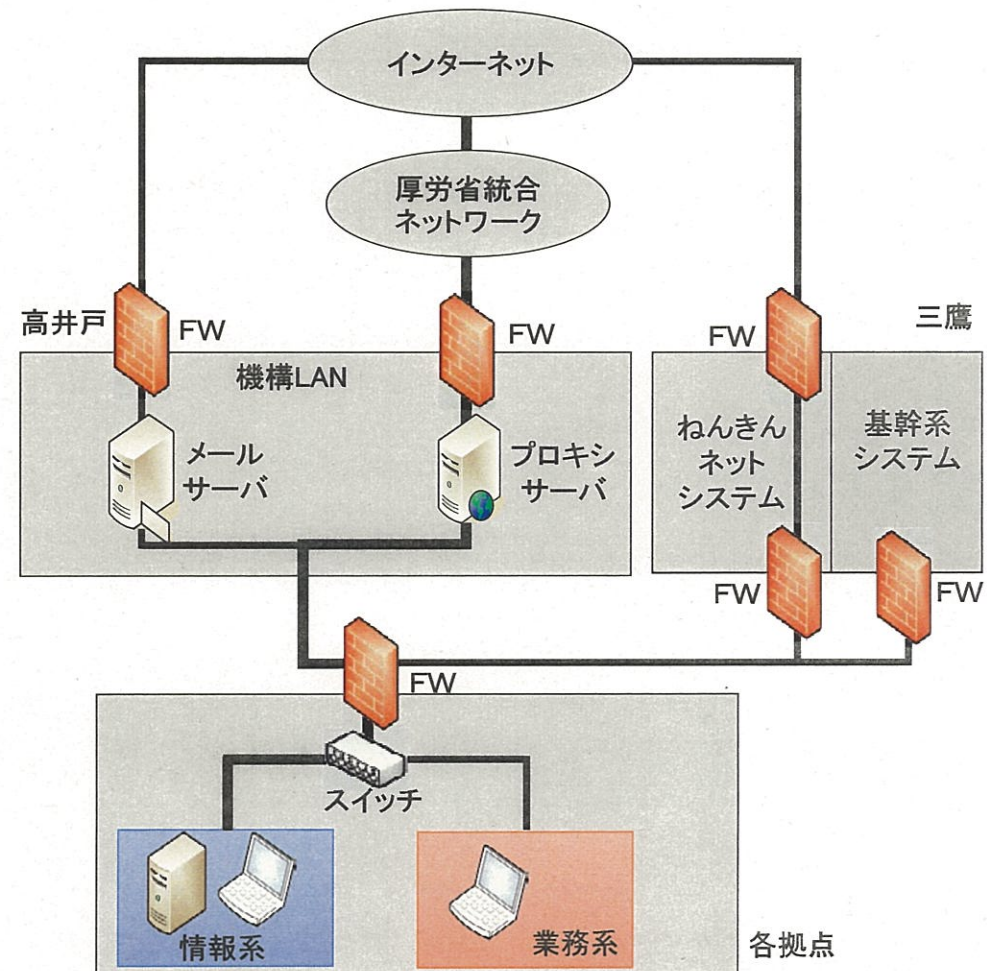 インターネット
厚労省統合
ネットワーク
高井戸
FW
FW
FW
三鷹
機構LAN
メール
サーバ
プロキシ
サーバ
ねんきん
ネット
システム
基幹系
システム
FW
FW
FW
スイッチ
情報系
業務系
各拠点